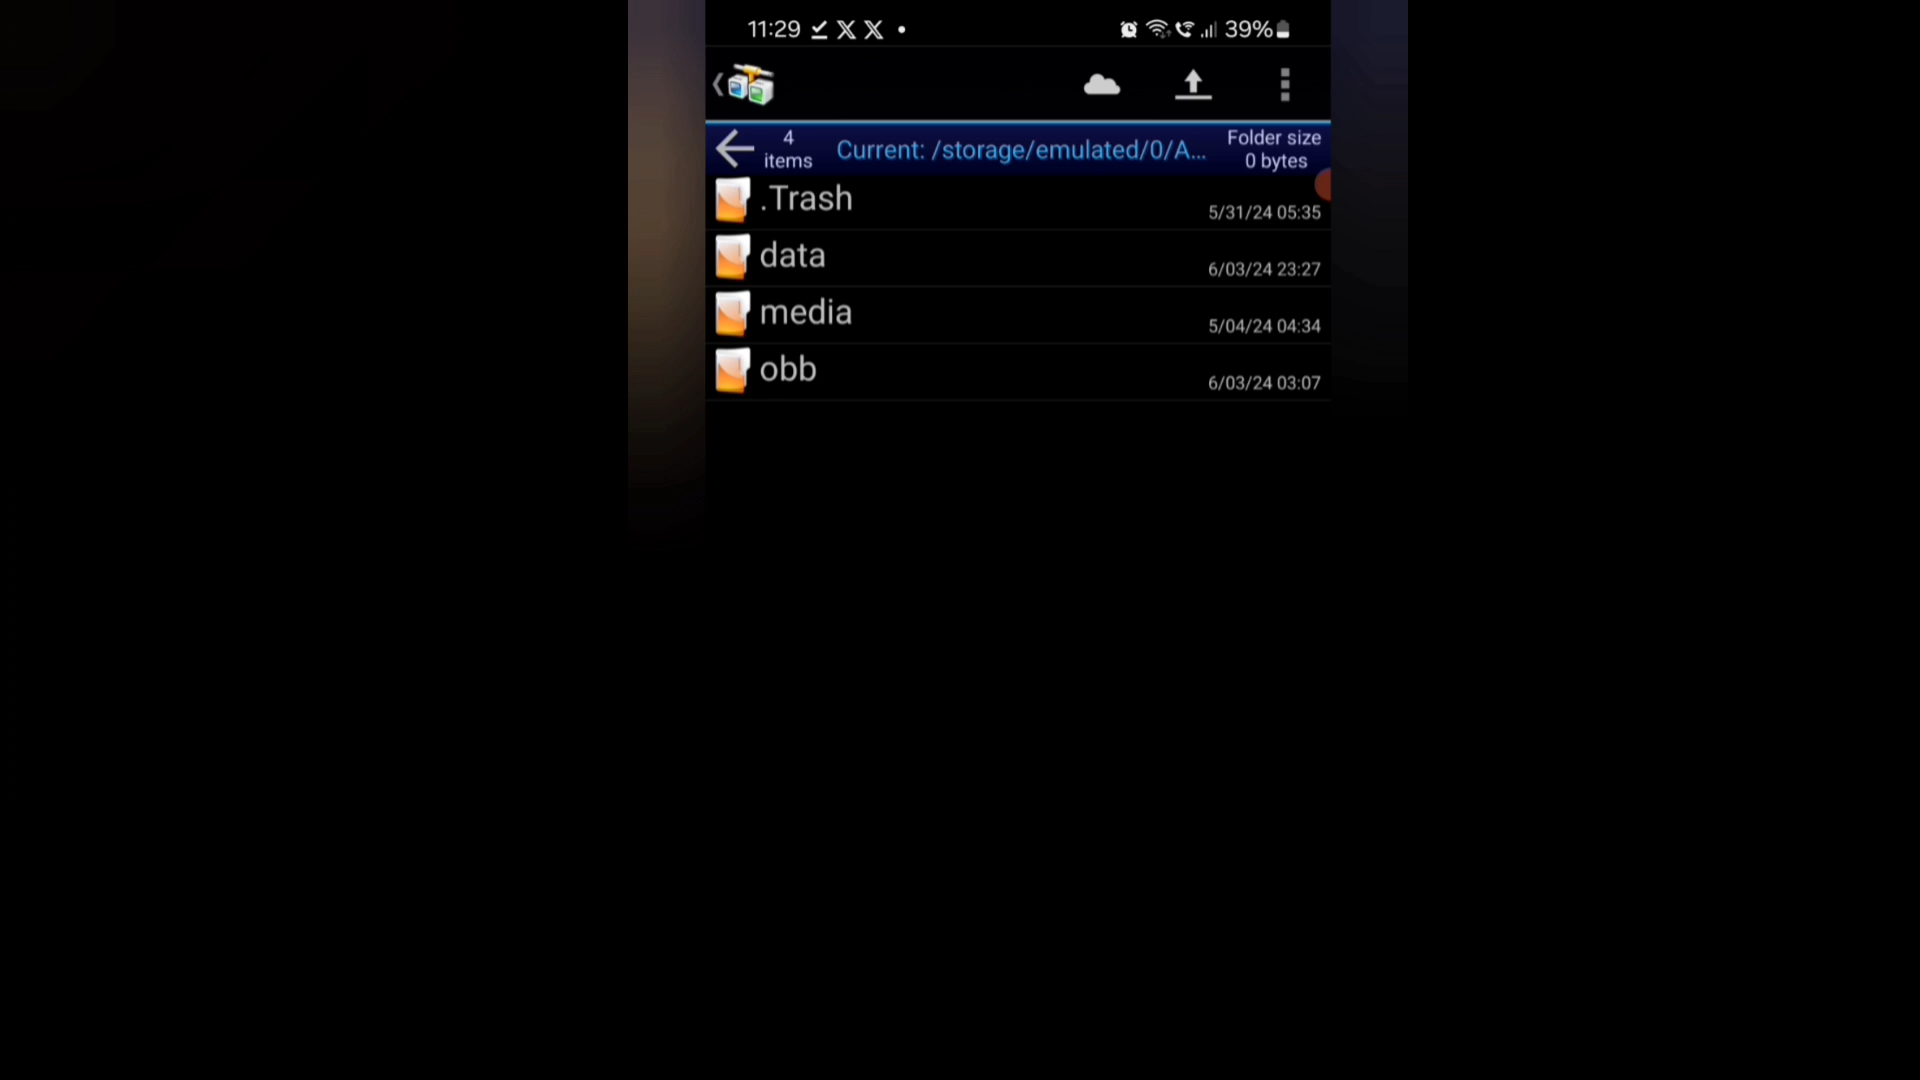 11:29
39%
4 items
Current: /storage/emulated/0/A...
Folder size
0 bytes
.Trash
5/31/24 05:35
data
6/03/24 23:27
media
5/04/24 04:34
obb
6/03/24 03:07